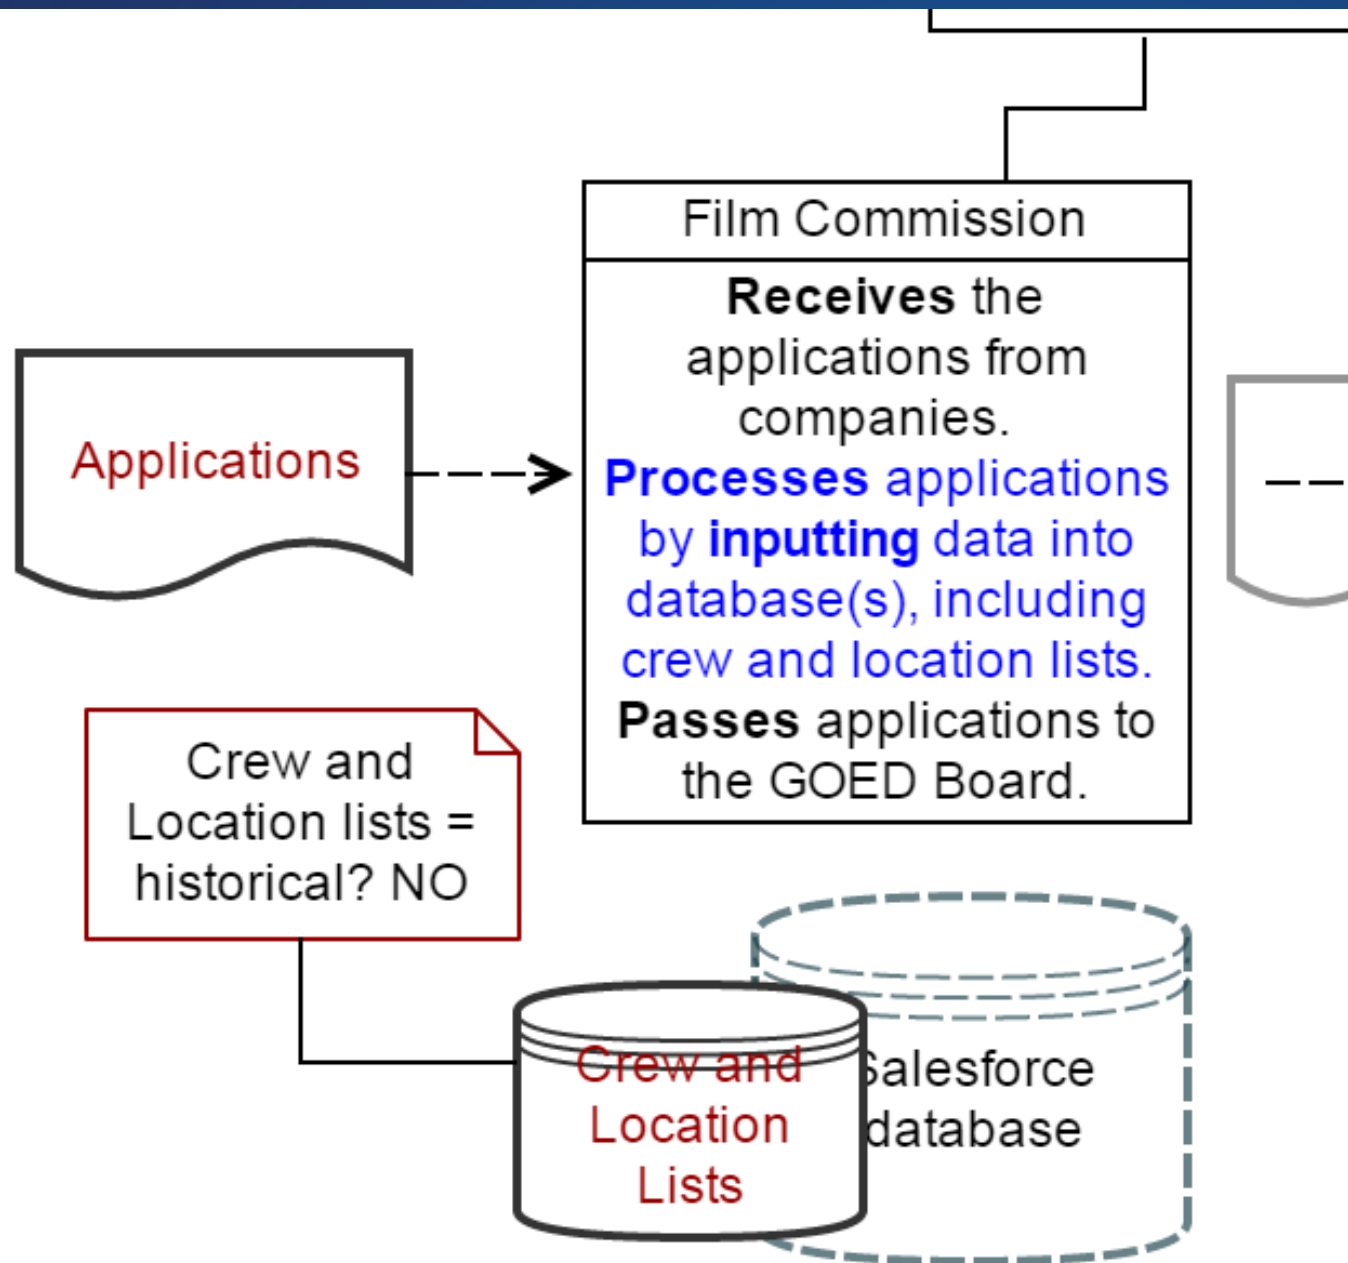 Film Commission
Receives the
applications from
companies.
Processes applications
by inputting data into
database(s), including
crew and location lists.
Passes applications to
the GOED Board.
Applications
Crew and
Location lists =
historical? NO
Crew and
Location
Lists
Salesforce
database